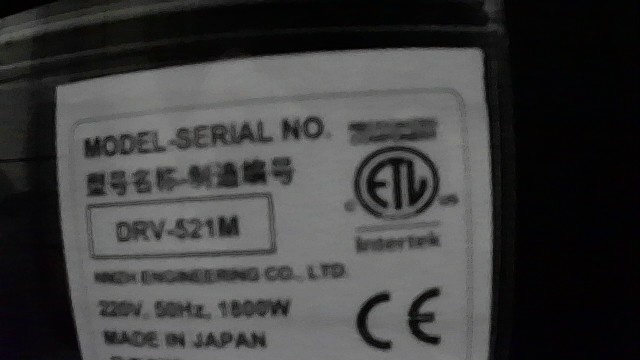 MODEL-SERIAL NO.
型号名称-制造编号
DRV-521M
ENGINEERING CO., LTD.
220V, 50Hz, 1800W
MADE IN JAPAN
ETL
Intertek
CE